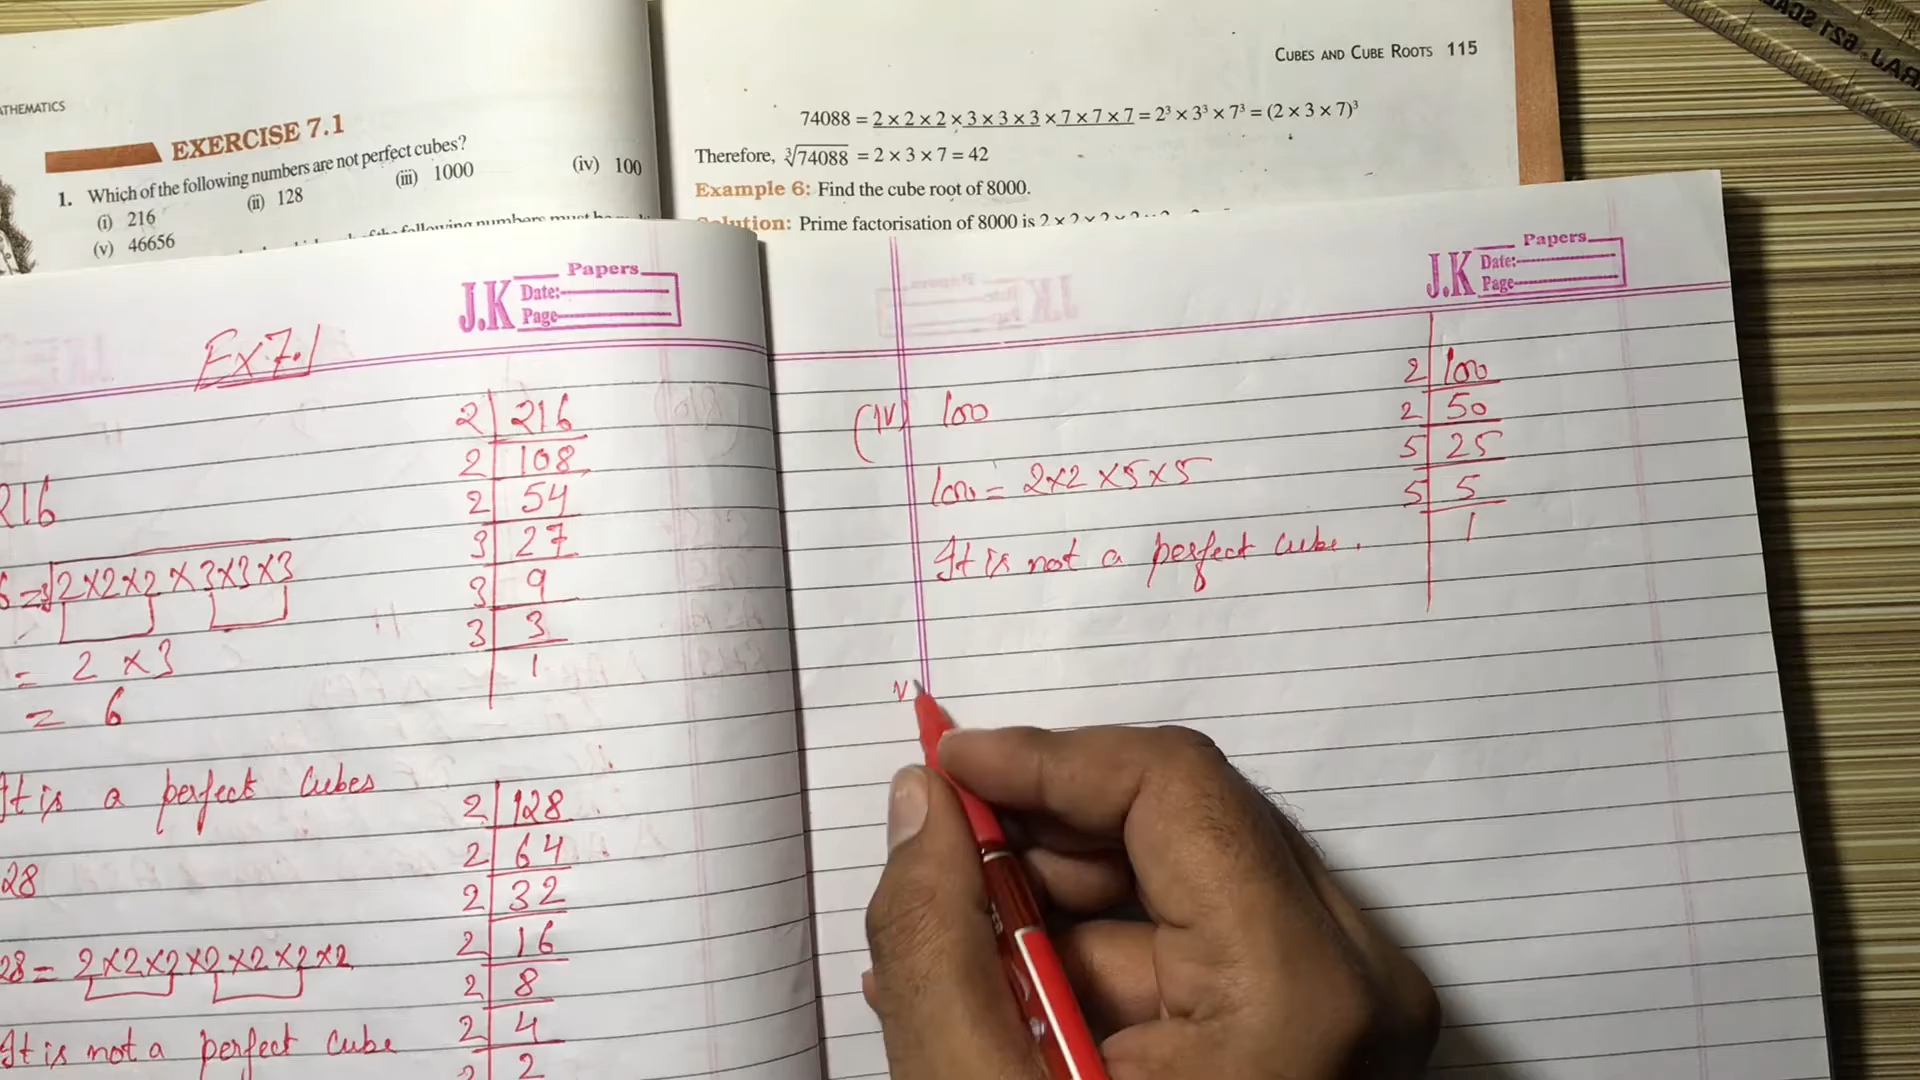 ATHEMATICS
EXERCISE 7.1
1. Which of the following numbers are not perfect cubes?
(i) 216
(ii) 128
(iii) 1000
(iv) 100
(v) 46656
CUBES AND CUBE ROOTS 115
74088 = 2 × 2 × 2 × 3 × 3 × 3 × 7 × 7 × 7 = 2³ × 3³ × 7³ = (2 × 3 × 7)³
Therefore, ∛74088 = 2 × 3 × 7 = 42
Example 6: Find the cube root of 8000.
Solution: Prime factorisation of 8000 is 2 × 2 × 2 × 2
J.K Papers
Date:
Page
Ex 7.1
2 | 216
2 | 108
2 | 54
3 | 27
3 | 9
3 | 3
1
216
6 = ∛2×2×2×3×3×3
= 2×3
= 6
It is a perfect cubes
28
28 = 2×2×2×2×2×2×2
It is not a perfect cube
2 | 128
2 | 64
2 | 32
2 | 16
2 | 8
2 | 4
2 | 2
J.K Papers
Date:
Page
(IV) 100
100 = 2×2×5×5
It is not a perfect cube.
2 | 100
2 | 50
5 | 25
5 | 5
1
V